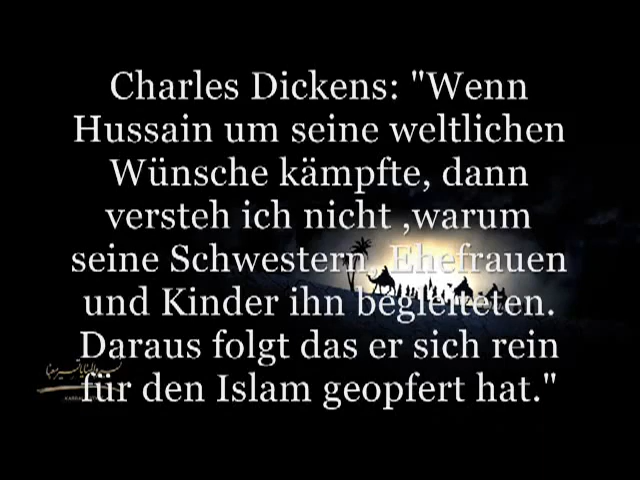 Charles Dickens: "Wenn
Hussain um seine weltlichen
Wünsche kämpfte, dann
versteh ich nicht ,warum
seine Schwestern, Ehefrauen
und Kinder ihn begleiteten.
Daraus folgt das er sich rein
für den Islam geopfert hat."